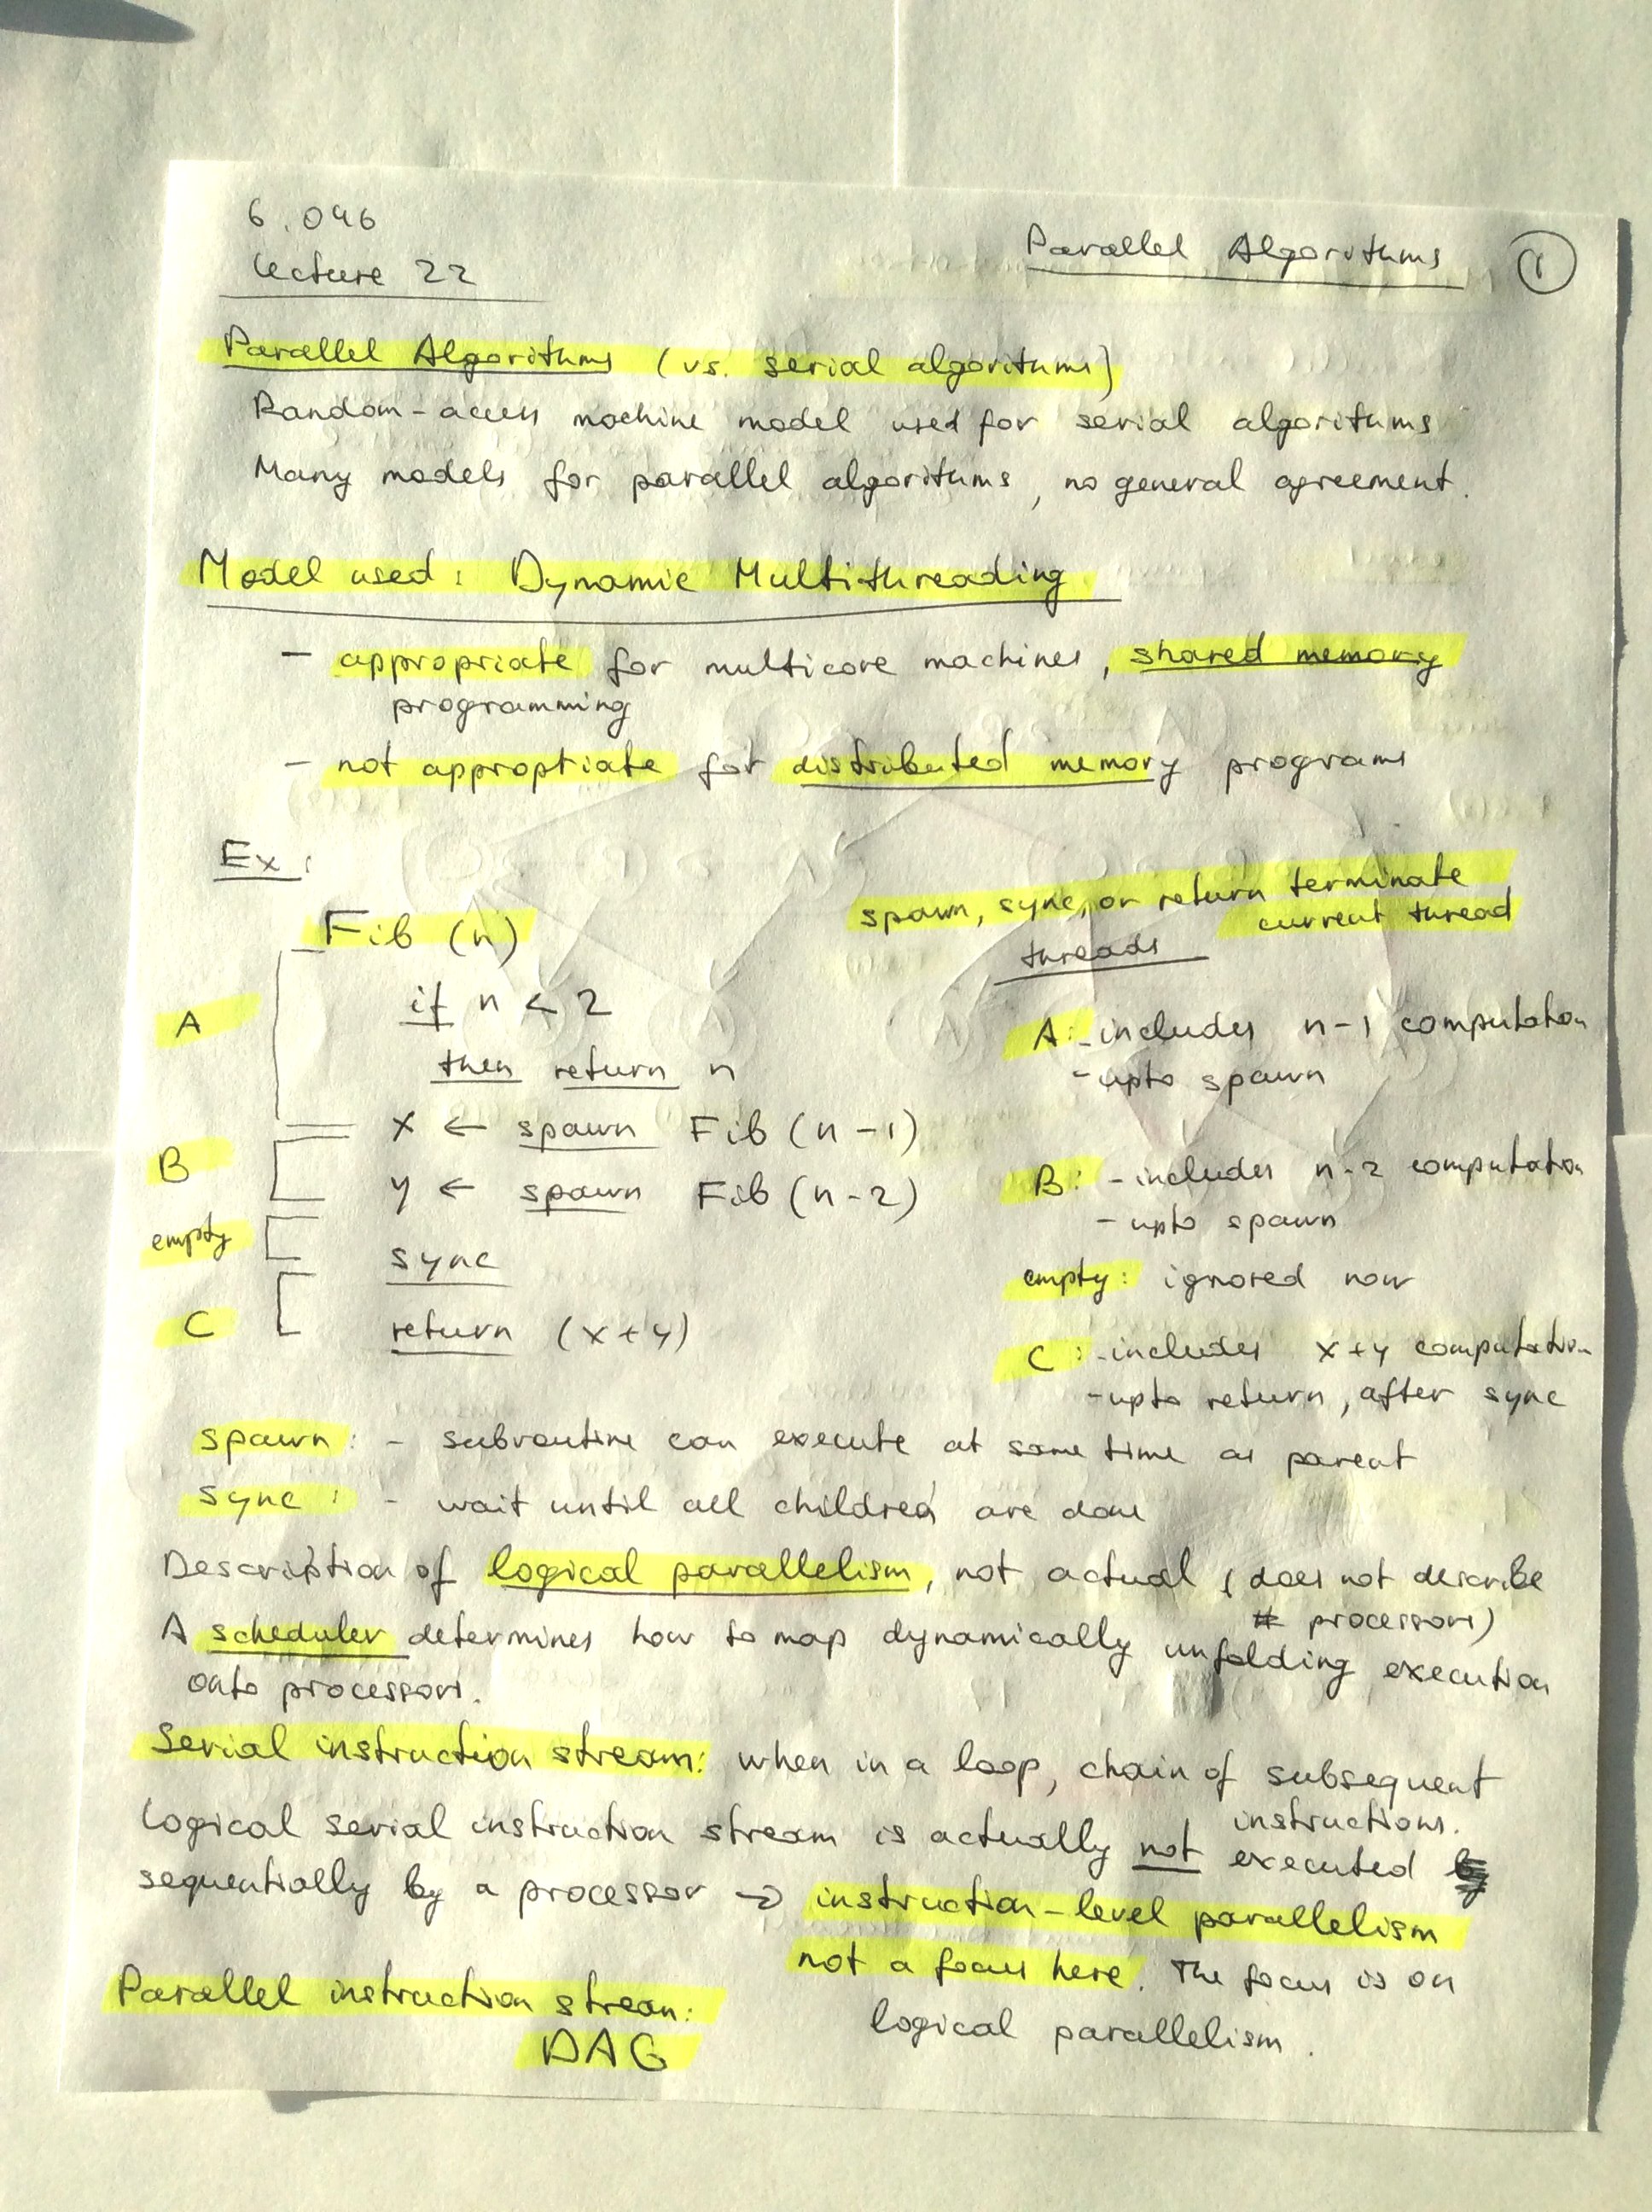 6.046
Lecture 22
Parallel Algorithms 1
Parallel Algorithms (vs. serial algorithms)
Random-access machine model used for serial algorithms
Many models for parallel algorithms, no general agreement.
Model used: Dynamic Multithreading
- appropriate for multicore machines, shared memory
programming
- not appropriate for distributed memory programs
Ex:
spawn, sync, or return terminate
current thread
Fib (n)
threads
A
if n < 2
A: - includes n-1 computation
then return n
- upto spawn
x ← spawn Fib (n-1)
B
y ← spawn Fib (n-2)
B: - includes n-2 computation
- upto spawn
empty
sync
empty: ignored now
C
return (x+y)
C: - includes x+y computation
- upto return, after sync
spawn: - subroutine can execute at same time as parent
sync: - wait until all children are done
Description of logical parallelism, not actual (does not describe
# processors)
A scheduler determines how to map dynamically unfolding execution
onto processors.
Serial instruction stream: when in a loop, chain of subsequent
instructions.
Logical serial instruction stream is actually not executed
sequentially by a processor → instruction-level parallelism
not a focus here. The focus is on
logical parallelism.
Parallel instruction stream:
DAG